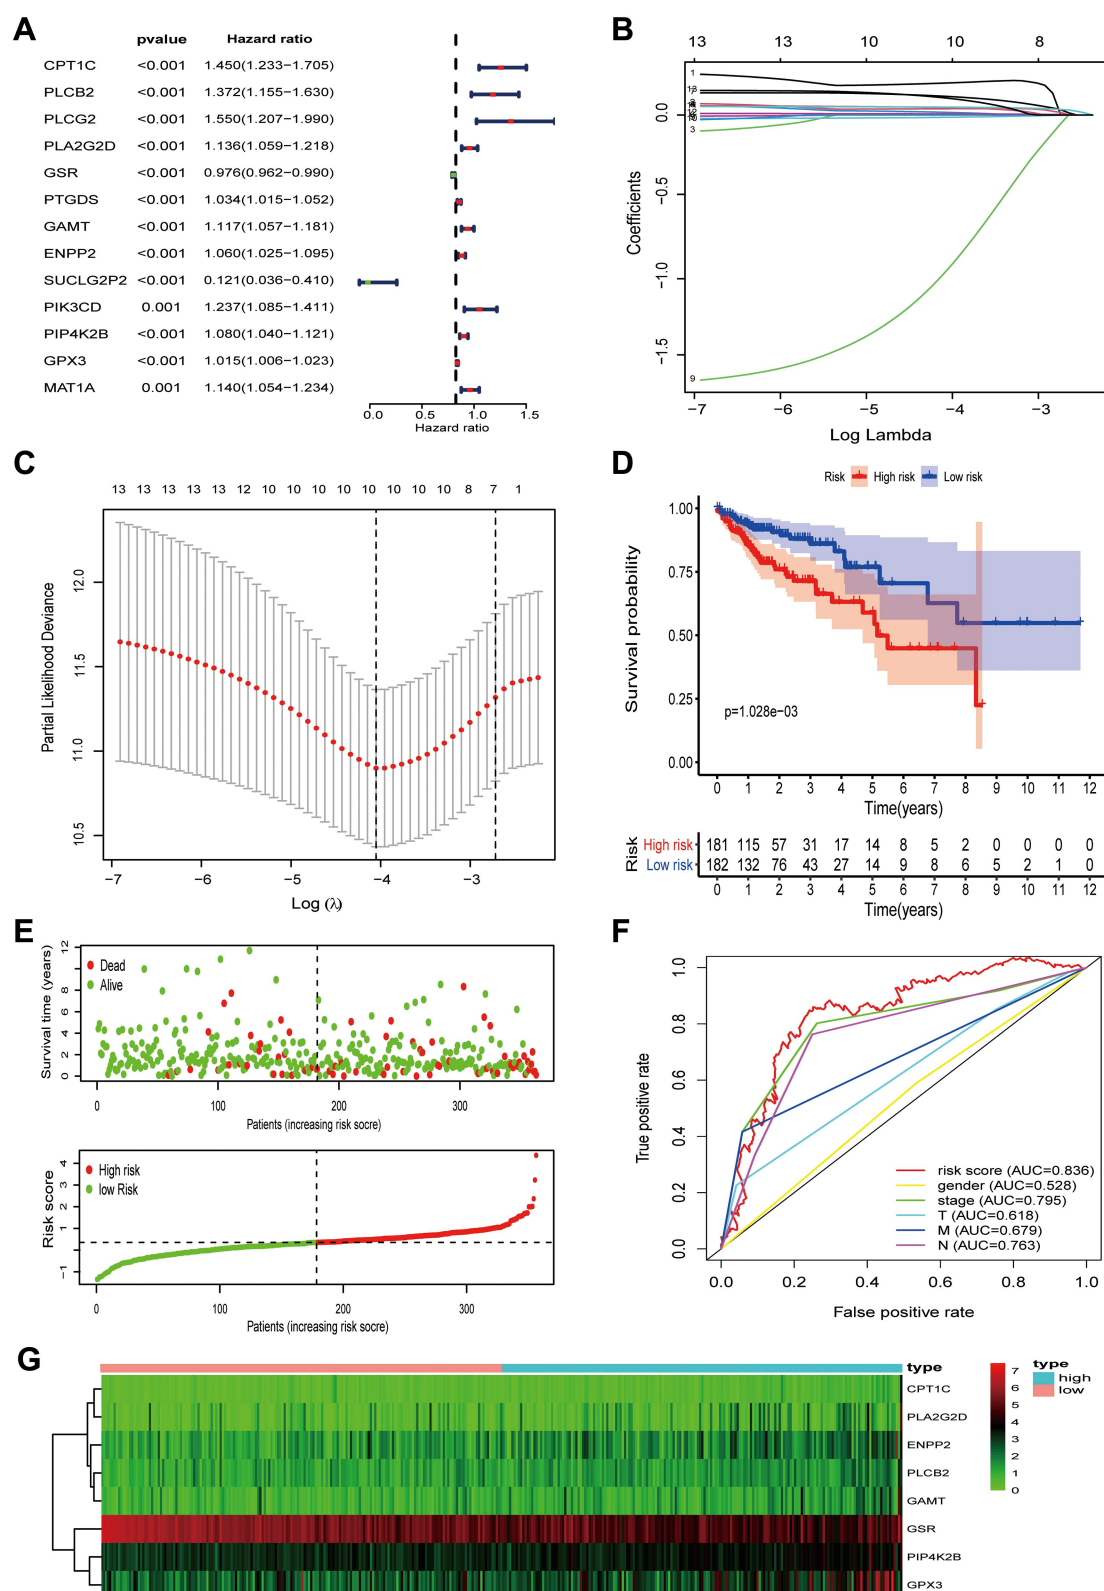 A
pvalue Hazard ratio
CPT1C <0.001 1.450(1.233−1.705)
PLCB2 <0.001 1.372(1.155−1.630)
PLCG2 <0.001 1.550(1.207−1.990)
PLA2G2D <0.001 1.136(1.059−1.218)
GSR <0.001 0.976(0.962−0.990)
PTGDS <0.001 1.034(1.015−1.052)
GAMT <0.001 1.117(1.057−1.181)
ENPP2 <0.001 1.060(1.025−1.095)
SUCLG2P2 <0.001 0.121(0.036−0.410)
PIK3CD 0.001 1.237(1.085−1.411)
PIP4K2B <0.001 1.080(1.040−1.121)
GPX3 <0.001 1.015(1.006−1.023)
MAT1A 0.001 1.140(1.054−1.234)
0.0 0.5 1.0 1.5
Hazard ratio
B
13 13 10 10 8
Coefficients
0.0
−0.5
−1.0
−1.5
1
13
3
9
−7 −6 −5 −4 −3
Log Lambda
C
13 13 13 13 13 12 10 10 10 10 10 10 10 10 8 7 1
Partial Likelihood Deviance
12.0
11.5
11.0
10.5
−7 −6 −5 −4 −3
Log (λ)
D
Risk High risk Low risk
Survival probability
1.00
0.75
0.50
0.25
0.00
p=1.028e−03
0 1 2 3 4 5 6 7 8 9 10 11 12
Time(years)
Risk
High risk 181 115 57 31 17 14 8 5 2 0 0 0 0
Low risk 182 132 76 43 27 14 9 8 6 5 2 1 0
0 1 2 3 4 5 6 7 8 9 10 11 12
Time(years)
E
Survival time (years)
12
8
6
4
2
0
Dead
Alive
0 100 200 300
Patients (increasing risk socre)
Risk score
4
3
2
1
−1
High risk
low Risk
0 100 200 300
Patients (increasing risk socre)
F
True positive rate
1.0
0.8
0.6
0.4
0.2
0.0
risk score (AUC=0.836)
gender (AUC=0.528)
stage (AUC=0.795)
T (AUC=0.618)
M (AUC=0.679)
N (AUC=0.763)
0.0 0.2 0.4 0.6 0.8 1.0
False positive rate
G
type
CPT1C
PLA2G2D
ENPP2
PLCB2
GAMT
GSR
PIP4K2B
GPX3
7
6
5
4
3
2
1
0
type
high
low